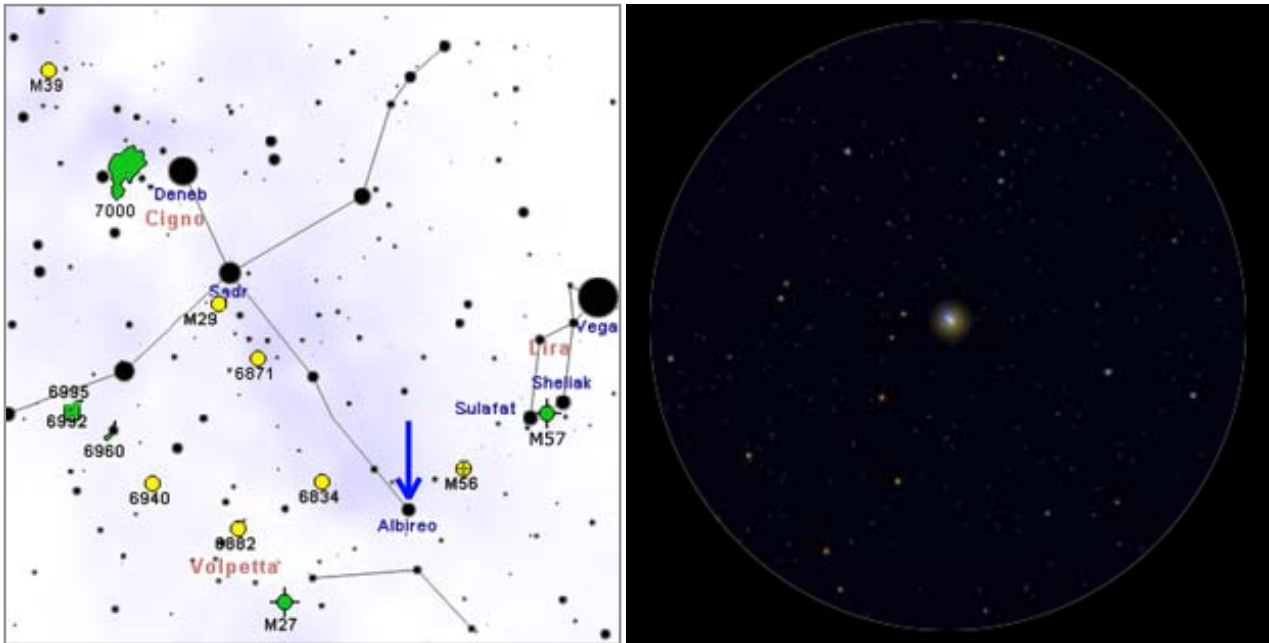 M39
Deneb
7000
Cigno
Sadr
M29
Vega
Lira
6871
Sheliak
6995
Sulafat
6992
M57
6960
M56
6940
6834
Albireo
6882
Volpetta
M27